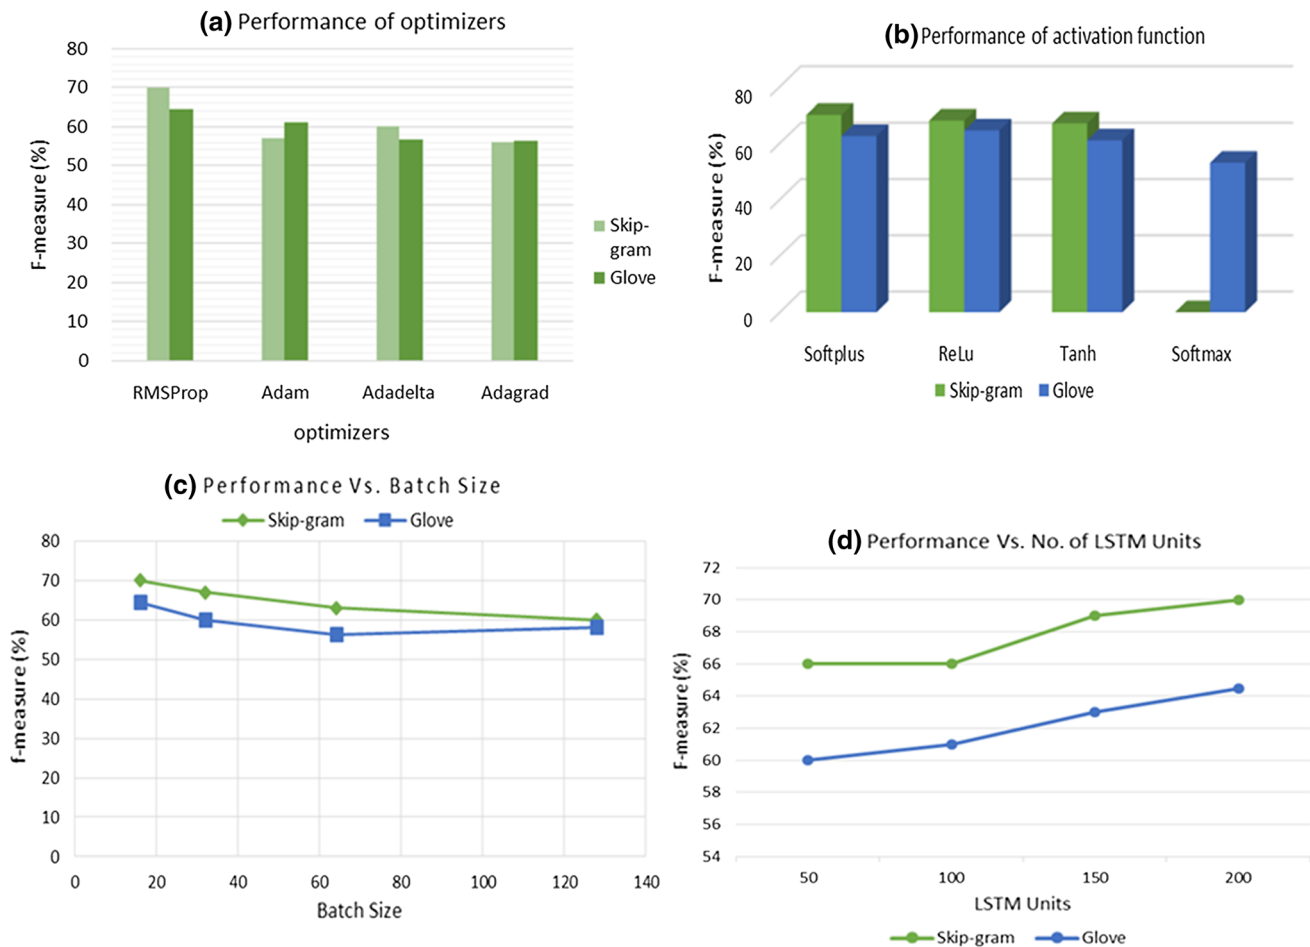 (a) Performance of optimizers
80
70
60
50
40
30
20
10
0
F-measure (%)
RMSProp Adam Adadelta Adagrad
optimizers
Skip-
gram
Glove
(b) Performance of activation function
80
60
40
20
0
F-measure (%)
Softplus ReLu Tanh Softmax
Skip-gram Glove
(c) Performance Vs. Batch Size
Skip-gram Glove
80
70
60
50
40
30
20
10
0
f-measure (%)
0 20 40 60 80 100 120 140
Batch Size
(d) Performance Vs. No. of LSTM Units
72
70
68
66
64
62
60
58
56
54
F-measure (%)
50 100 150 200
LSTM Units
Skip-gram Glove